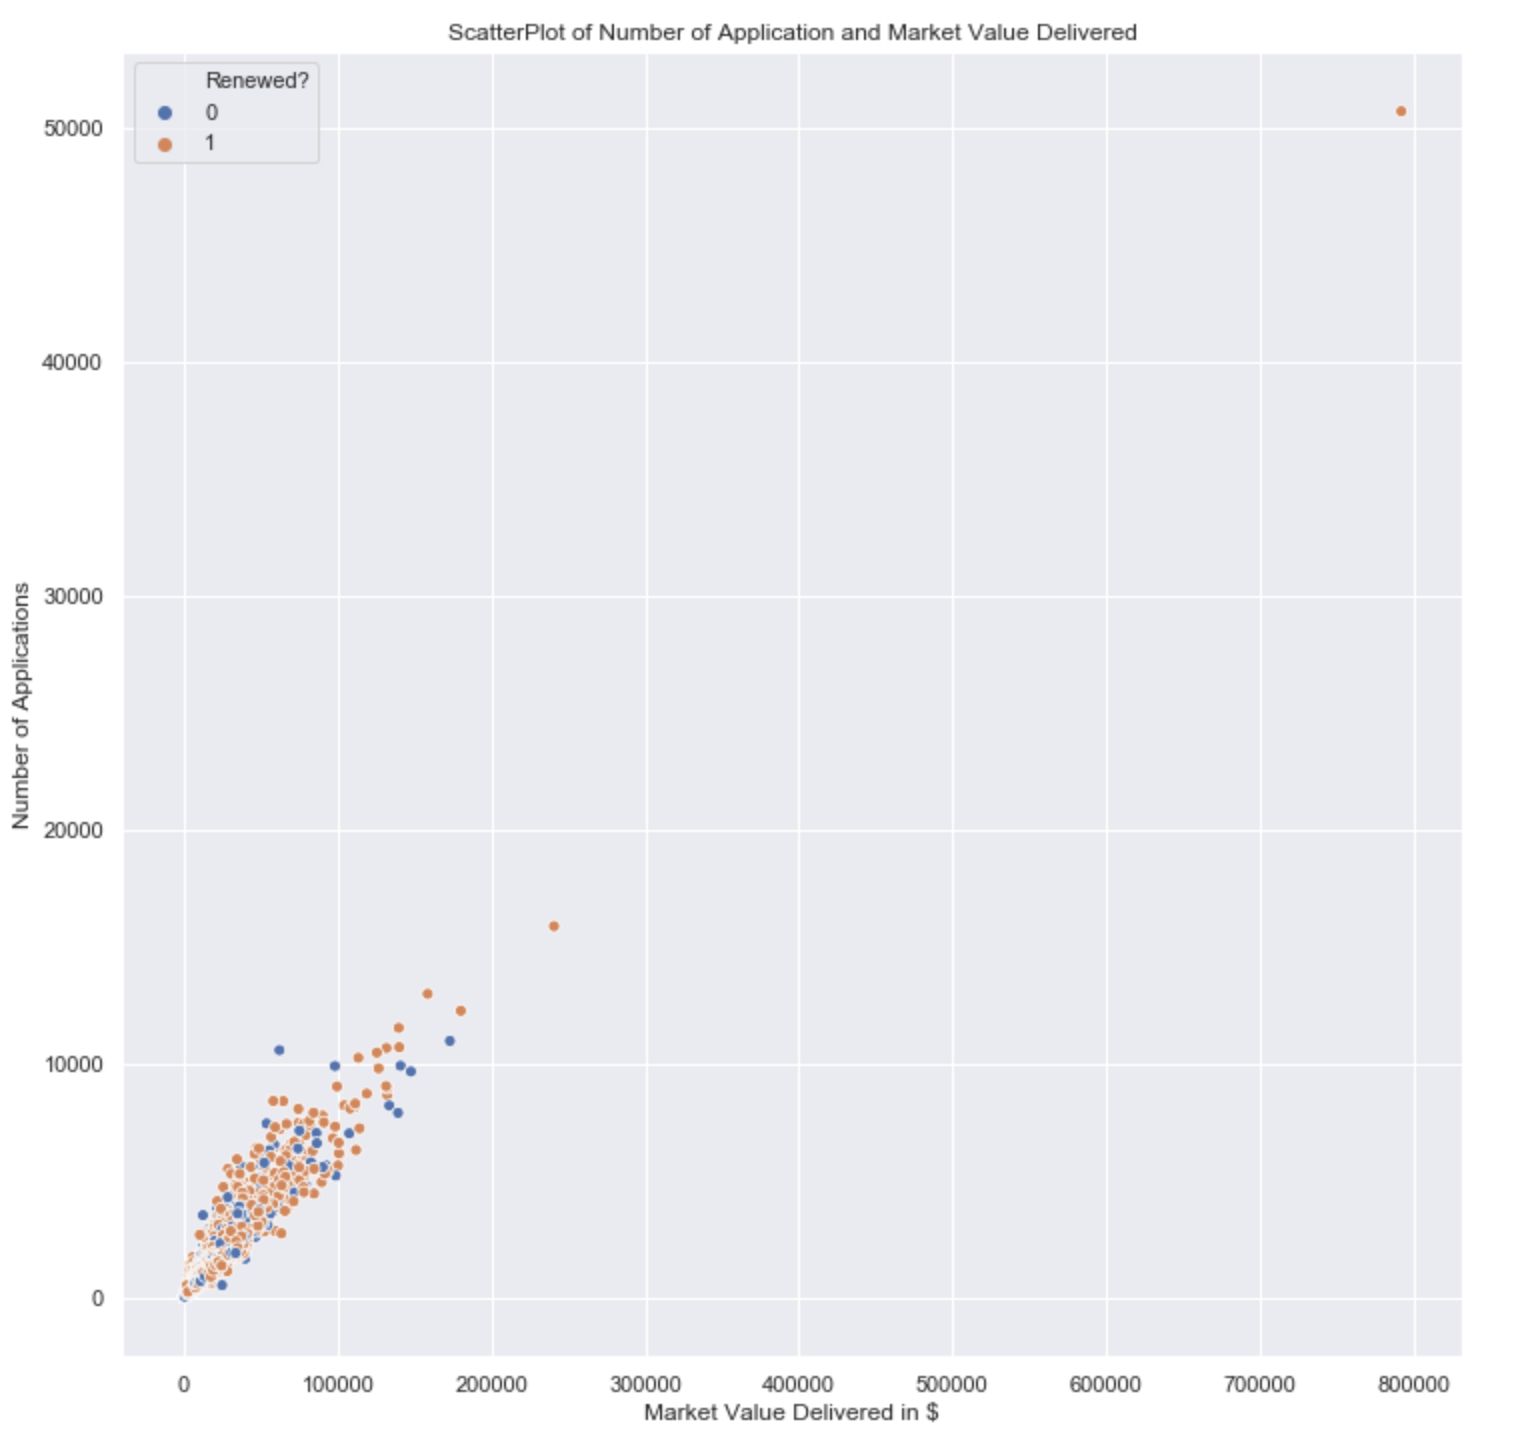 ScatterPlot of Number of Application and Market Value Delivered
Renewed?
0
1
50000
40000
30000
20000
10000
0
Number of Applications
0 100000 200000 300000 400000 500000 600000 700000 800000
Market Value Delivered in $